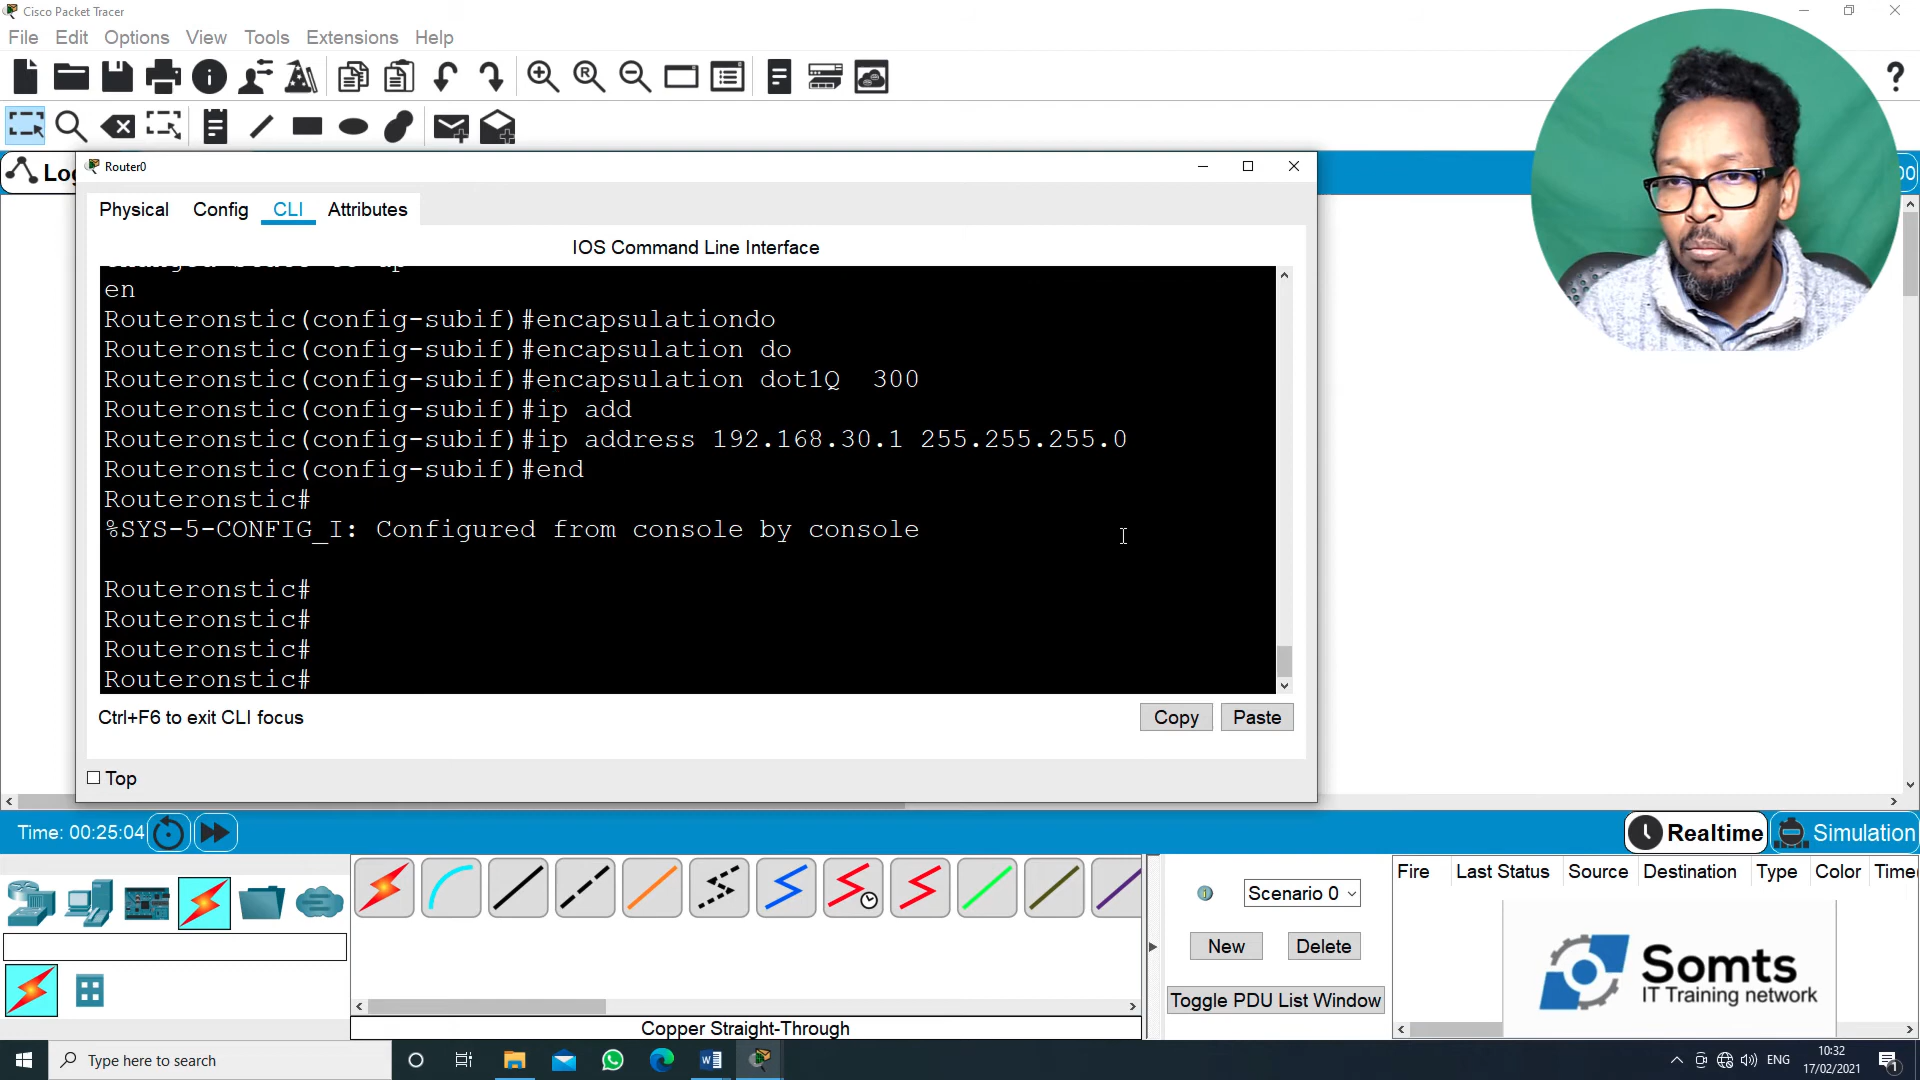 Cisco Packet Tracer
File Edit Options View Tools Extensions Help
Router0
Physical Config CLI Attributes
IOS Command Line Interface
en
Routeronstic(config-subif)#encapsulationdo
Routeronstic(config-subif)#encapsulation do
Routeronstic(config-subif)#encapsulation dot1Q  300
Routeronstic(config-subif)#ip add
Routeronstic(config-subif)#ip address 192.168.30.1 255.255.255.0
Routeronstic(config-subif)#end
Routeronstic#
%SYS-5-CONFIG_I: Configured from console by console
Routeronstic#
Routeronstic#
Routeronstic#
Routeronstic#
Ctrl+F6 to exit CLI focus
Copy Paste
Top
Time: 00:25:04
Realtime Simulation
Fire Last Status Source Destination Type Color
Scenario 0
New Delete
Toggle PDU List Window
Somts
IT Training network
Copper Straight-Through
Type here to search
ENG
10:32
17/02/2021